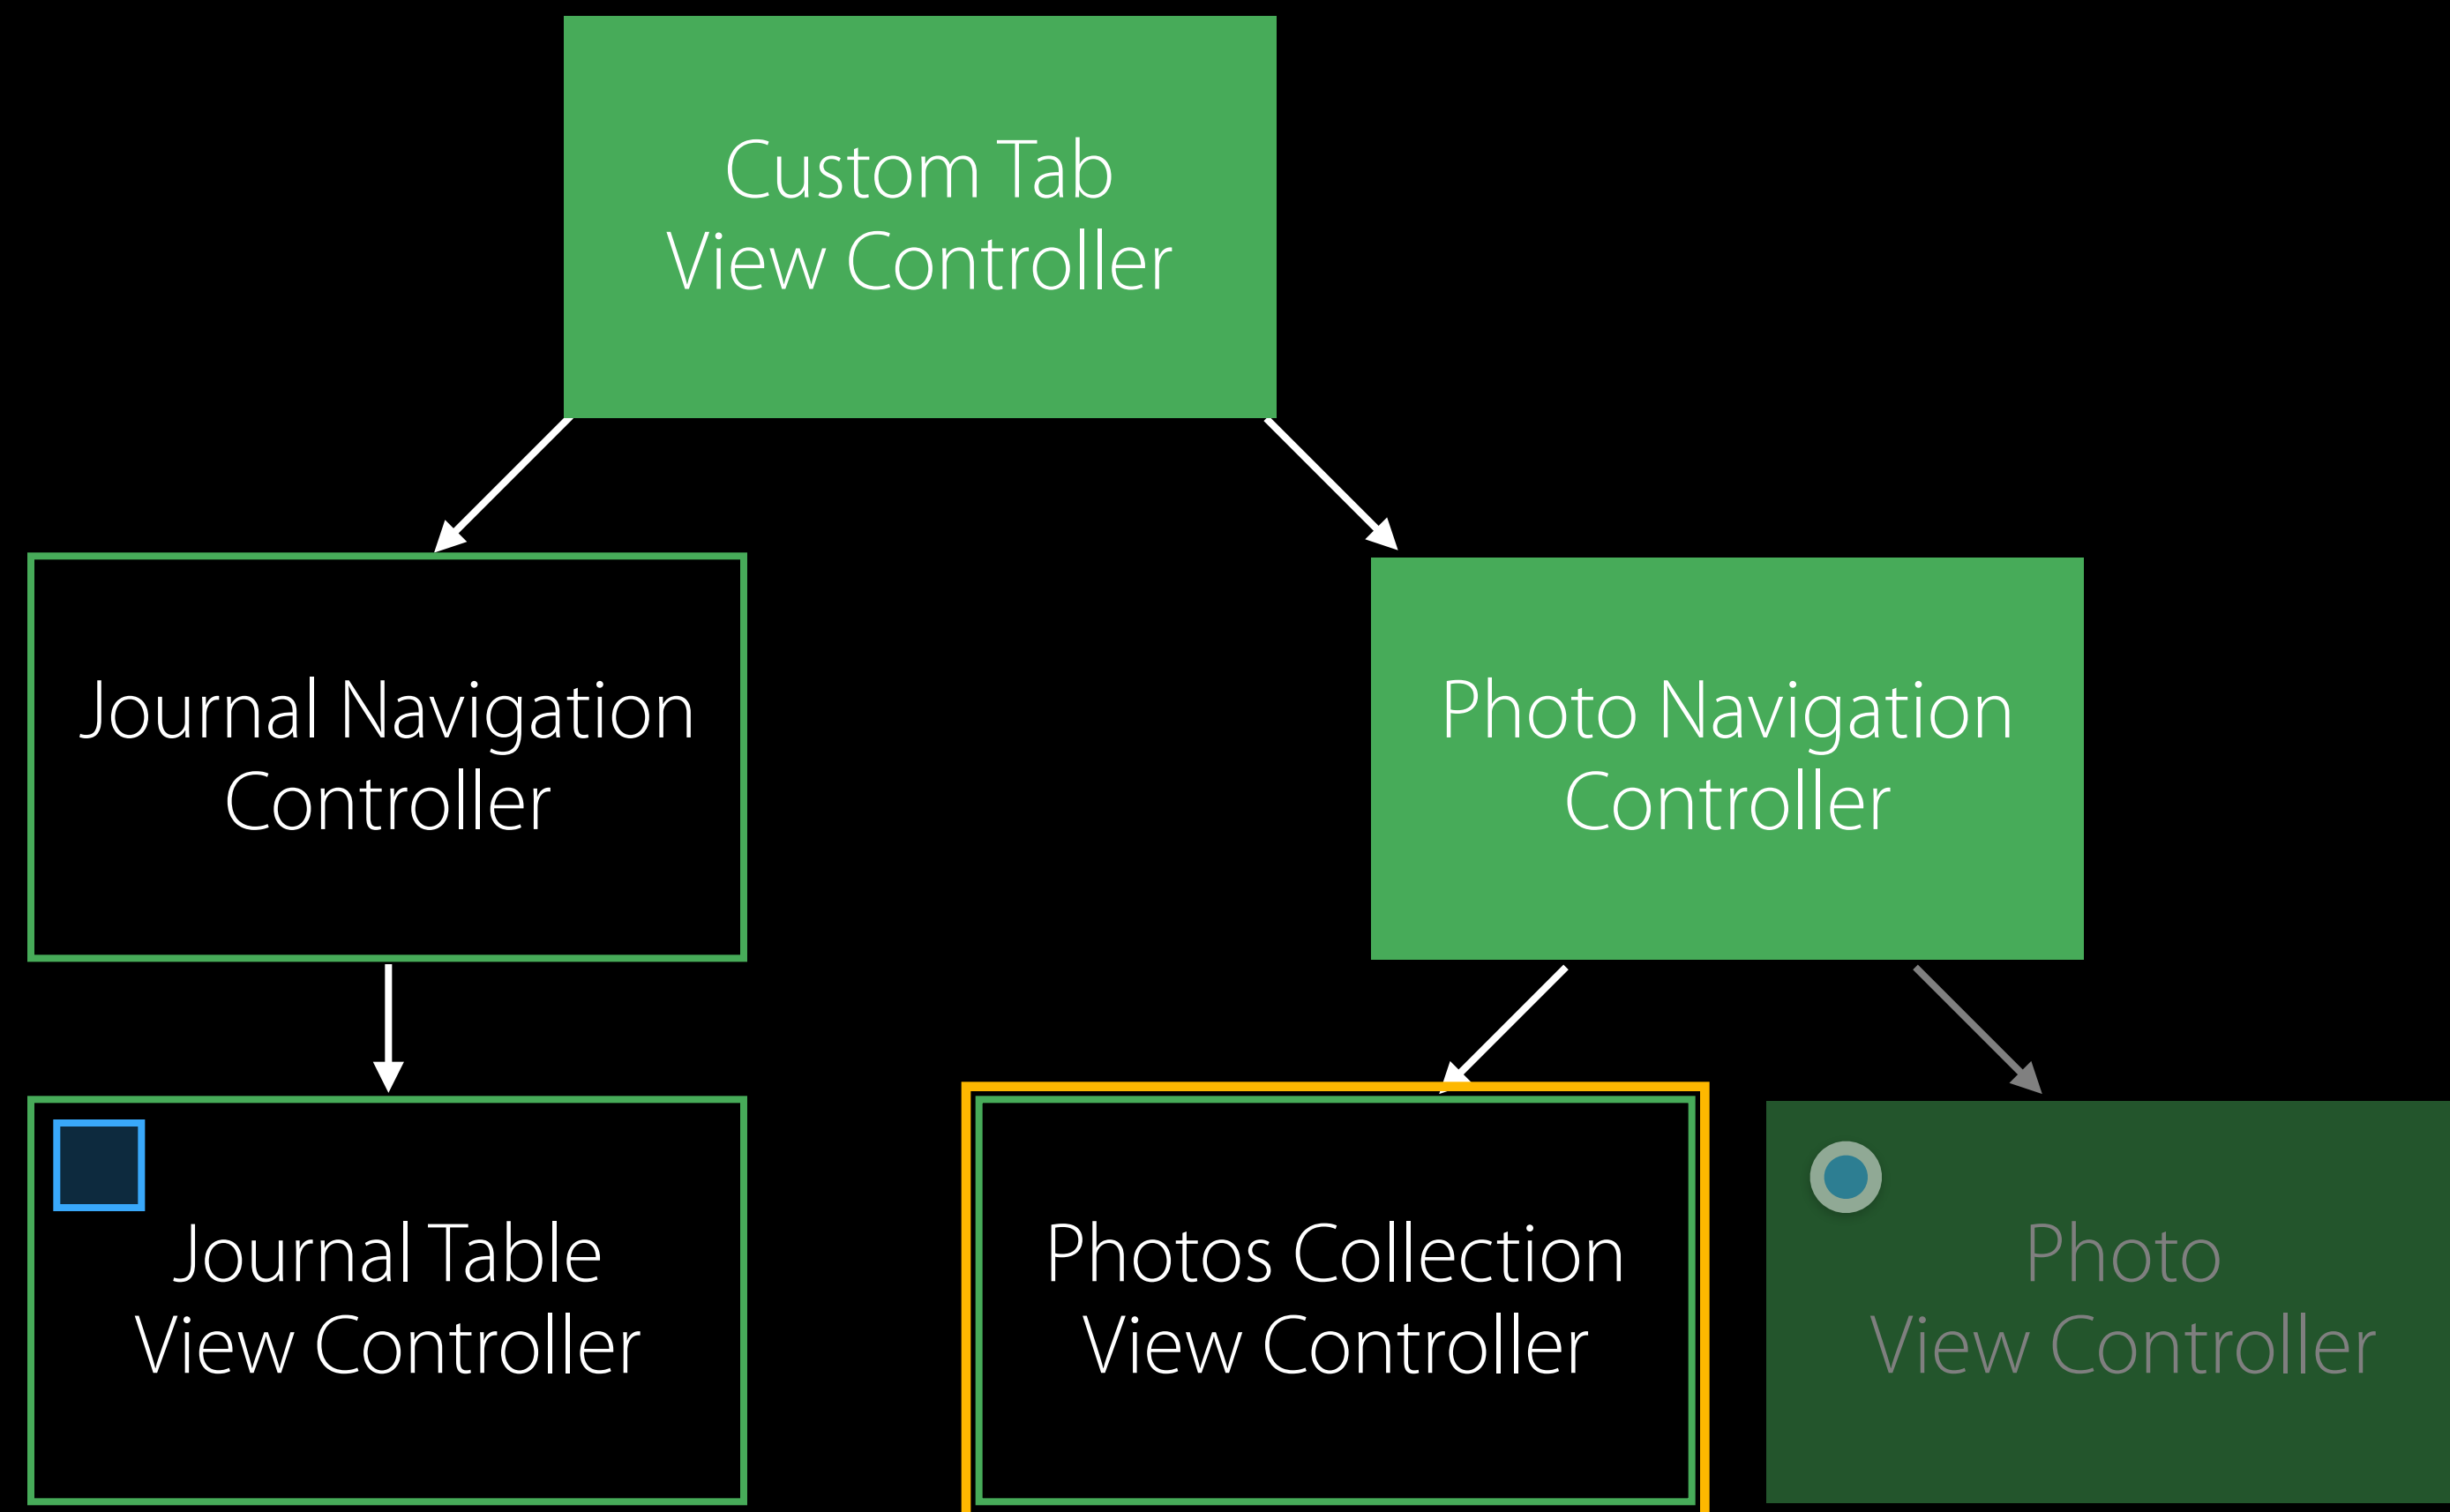 Custom Tab
View Controller
Journal Navigation
Controller
Photo Navigation
Controller
Journal Table
View Controller
Photos Collection
View Controller
Photo
View Controller